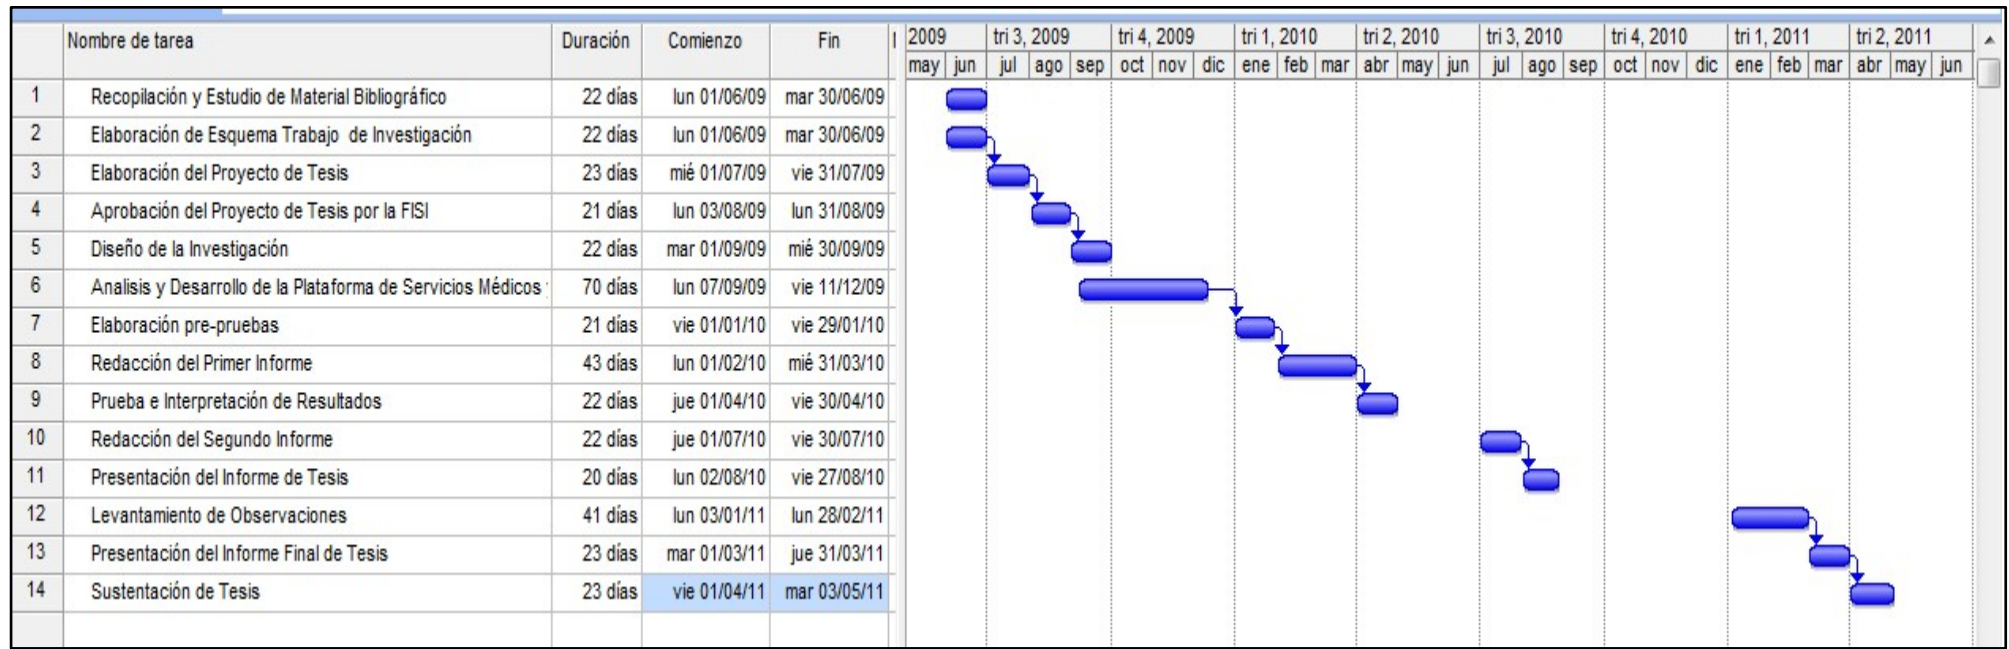 Nombre de tarea Duración Comienzo Fin 2009 tri 3, 2009 tri 4, 2009 tri 1, 2010 tri 2, 2010 tri 3, 2010 tri 4, 2010 tri 1, 2011 tri 2, 2011
may jun jul ago sep oct nov dic ene feb mar abr may jun jul ago sep oct nov dic ene feb mar abr may jun
1 Recopilación y Estudio de Material Bibliográfico 22 días lun 01/06/09 mar 30/06/09
2 Elaboración de Esquema Trabajo de Investigación 22 días lun 01/06/09 mar 30/06/09
3 Elaboración del Proyecto de Tesis 23 días mié 01/07/09 vie 31/07/09
4 Aprobación del Proyecto de Tesis por la FISI 21 días lun 03/08/09 lun 31/08/09
5 Diseño de la Investigación 22 días mar 01/09/09 mié 30/09/09
6 Analisis y Desarrollo de la Plataforma de Servicios Médicos 70 días lun 07/09/09 vie 11/12/09
7 Elaboración pre-pruebas 21 días vie 01/01/10 vie 29/01/10
8 Redacción del Primer Informe 43 días lun 01/02/10 mié 31/03/10
9 Prueba e Interpretación de Resultados 22 días jue 01/04/10 vie 30/04/10
10 Redacción del Segundo Informe 22 días jue 01/07/10 vie 30/07/10
11 Presentación del Informe de Tesis 20 días lun 02/08/10 vie 27/08/10
12 Levantamiento de Observaciones 41 días lun 03/01/11 lun 28/02/11
13 Presentación del Informe Final de Tesis 23 días mar 01/03/11 jue 31/03/11
14 Sustentación de Tesis 23 días vie 01/04/11 mar 03/05/11